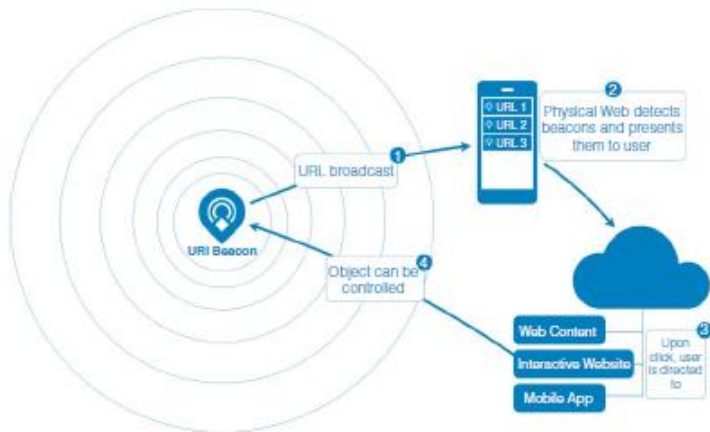 URL 1
URL 2
URL 3
2
Physical Web detects
beacons and presents
them to user
1
URL broadcast
URI Beacon
4
Object can be
controlled
Web Content
Interactive Website
Mobile App
3
Upon
click, user
is directed
to